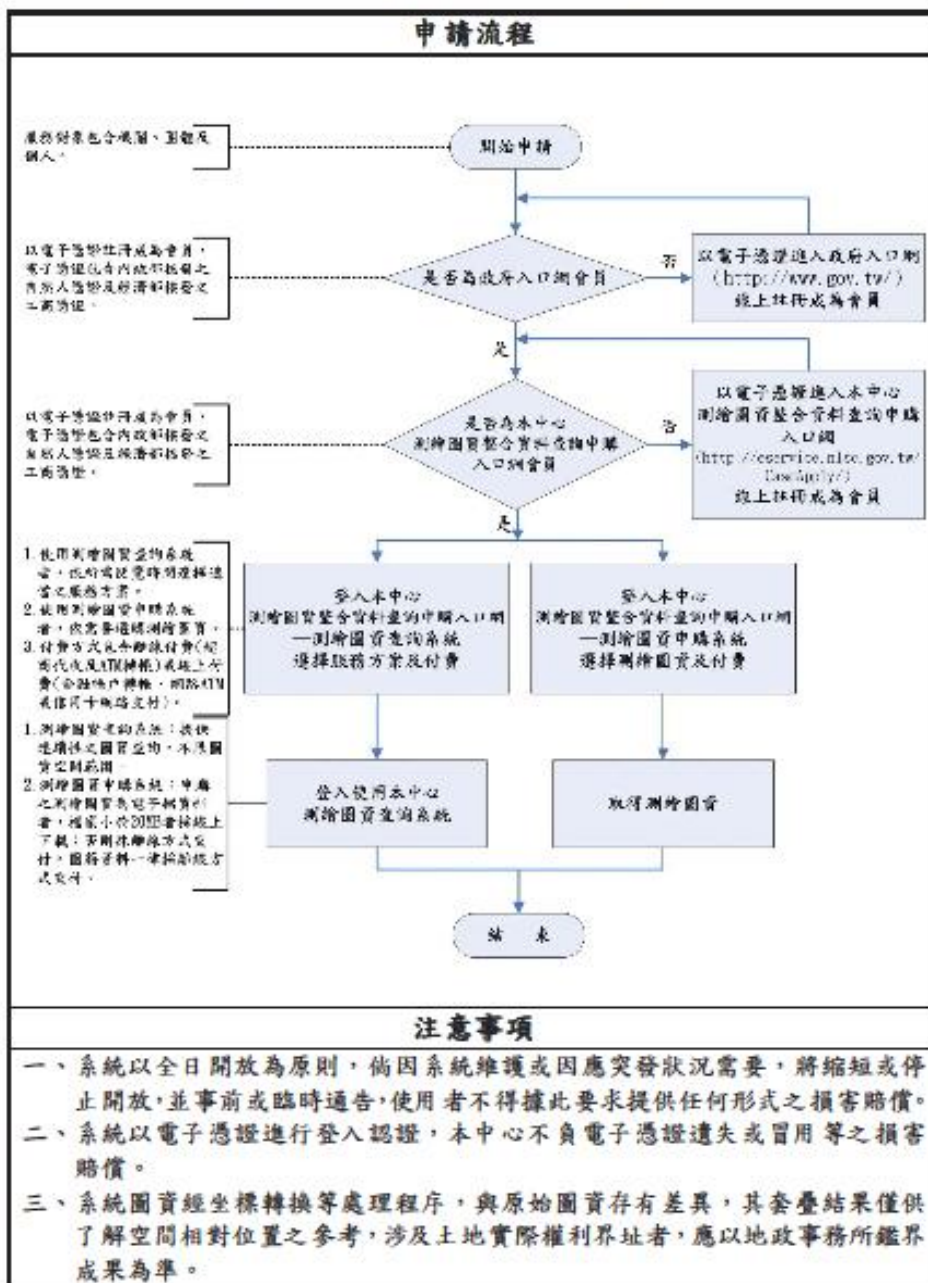 申請流程
服務對象包含機關、團體及
個人。
開始申請
以電子憑證註冊成為會員，
電子憑證包含內政部核發之
自然人憑證及經濟部核發之
工商憑證。
是否為政府入口網會員
否
以電子憑證進入政府入口網
(http://www.gov.tw/)
線上註冊成為會員
是
以電子憑證註冊成為會員，
電子憑證包含內政部核發之
自然人憑證及經濟部核發之
工商憑證。
是否為本中心
測繪圖資整合資料查詢申購
入口網會員
否
以電子憑證進入本中心
測繪圖資整合資料查詢申購
入口網
(http://eservice.nlsc.gov.tw/
CaseApply/)
線上註冊成為會員
是
1. 使用測繪圖資查詢系統
者，依所需瀏覽時間選擇適
當之服務方案。
2. 使用測繪圖資申購系統
者，依需要選購測繪圖資。
3. 付費方式包含離線付費(超
商代收及ATM轉帳)或線上付
費(金融帳戶轉帳、網路ATM
或信用卡網路支付)。
登入本中心
測繪圖資整合資料查詢申購入口網
—測繪圖資查詢系統
選擇服務方案及付費
登入本中心
測繪圖資整合資料查詢申購入口網
—測繪圖資申購系統
選擇測繪圖資及付費
1. 測繪圖資查詢系統：提供
連續性之圖資查詢，不限圖
資空間範圍。
2. 測繪圖資申購系統：申購
之測繪圖資為電子檔資料
者，檔案小於20MB者採線上
下載；否則採離線方式交
付。圖籍資料一律採離線方
式交付。
登入使用本中心
測繪圖資查詢系統
取得測繪圖資
結 束
注意事項
一、系統以全日開放為原則，倘因系統維護或因應突發狀況需要，將縮短或停
止開放，並事前或臨時通告，使用者不得據此要求提供任何形式之損害賠償。
二、系統以電子憑證進行登入認證，本中心不負電子憑證遺失或冒用等之損害
賠償。
三、系統圖資經坐標轉換等處理程序，與原始圖資存有差異，其套疊結果僅供
了解空間相對位置之參考，涉及土地實際權利界址者，應以地政事務所鑑界
成果為準。